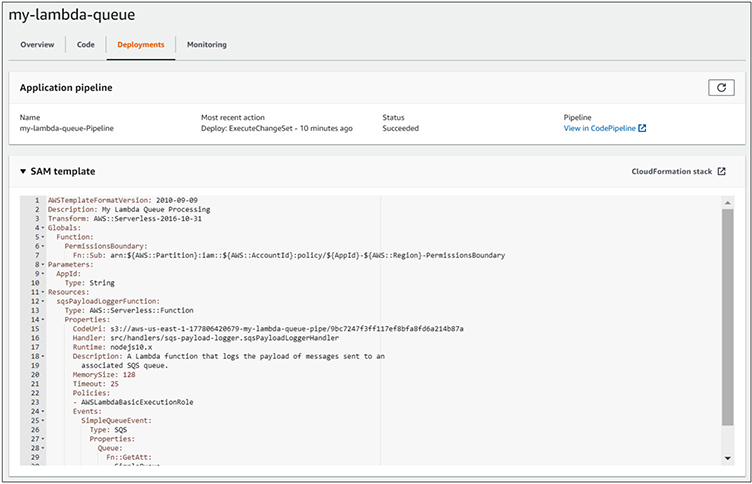 my-lambda-queue
Overview Code Deployments Monitoring
Application pipeline
Name Most recent action Status Pipeline
my-lambda-queue-Pipeline Deploy: ExecuteChangeSet - 10 minutes ago Succeeded View in CodePipeline
SAM template CloudFormation stack
1 AWSTemplateFormatVersion: 2010-09-09
2 Description: My Lambda Queue Processing
3 Transform: AWS::Serverless-2016-10-31
4 Globals:
5 Function:
6 PermissionsBoundary:
7 Fn::Sub: arn:${AWS::Partition}:iam::${AWS::AccountId}:policy/${AppId}-${AWS::Region}-PermissionsBoundary
8 Parameters:
9 AppId:
10 Type: String
11 Resources:
12 sqsPayloadLoggerFunction:
13 Type: AWS::Serverless::Function
14 Properties:
15 CodeUri: s3://aws-us-east-1-177806420679-my-lambda-queue-pipe/9bc7247f3ff117ef8bfa8fd6a214b87a
16 Handler: src/handlers/sqs-payload-logger.sqsPayloadLoggerHandler
17 Runtime: nodejs10.x
18 Description: A Lambda function that logs the payload of messages sent to an
19 associated SQS queue.
20 MemorySize: 128
21 Timeout: 25
22 Policies:
23 - AWSLambdaBasicExecutionRole
24 Events:
25 SimpleQueueEvent:
26 Type: SQS
27 Properties:
28 Queue:
29 Fn::GetAtt: